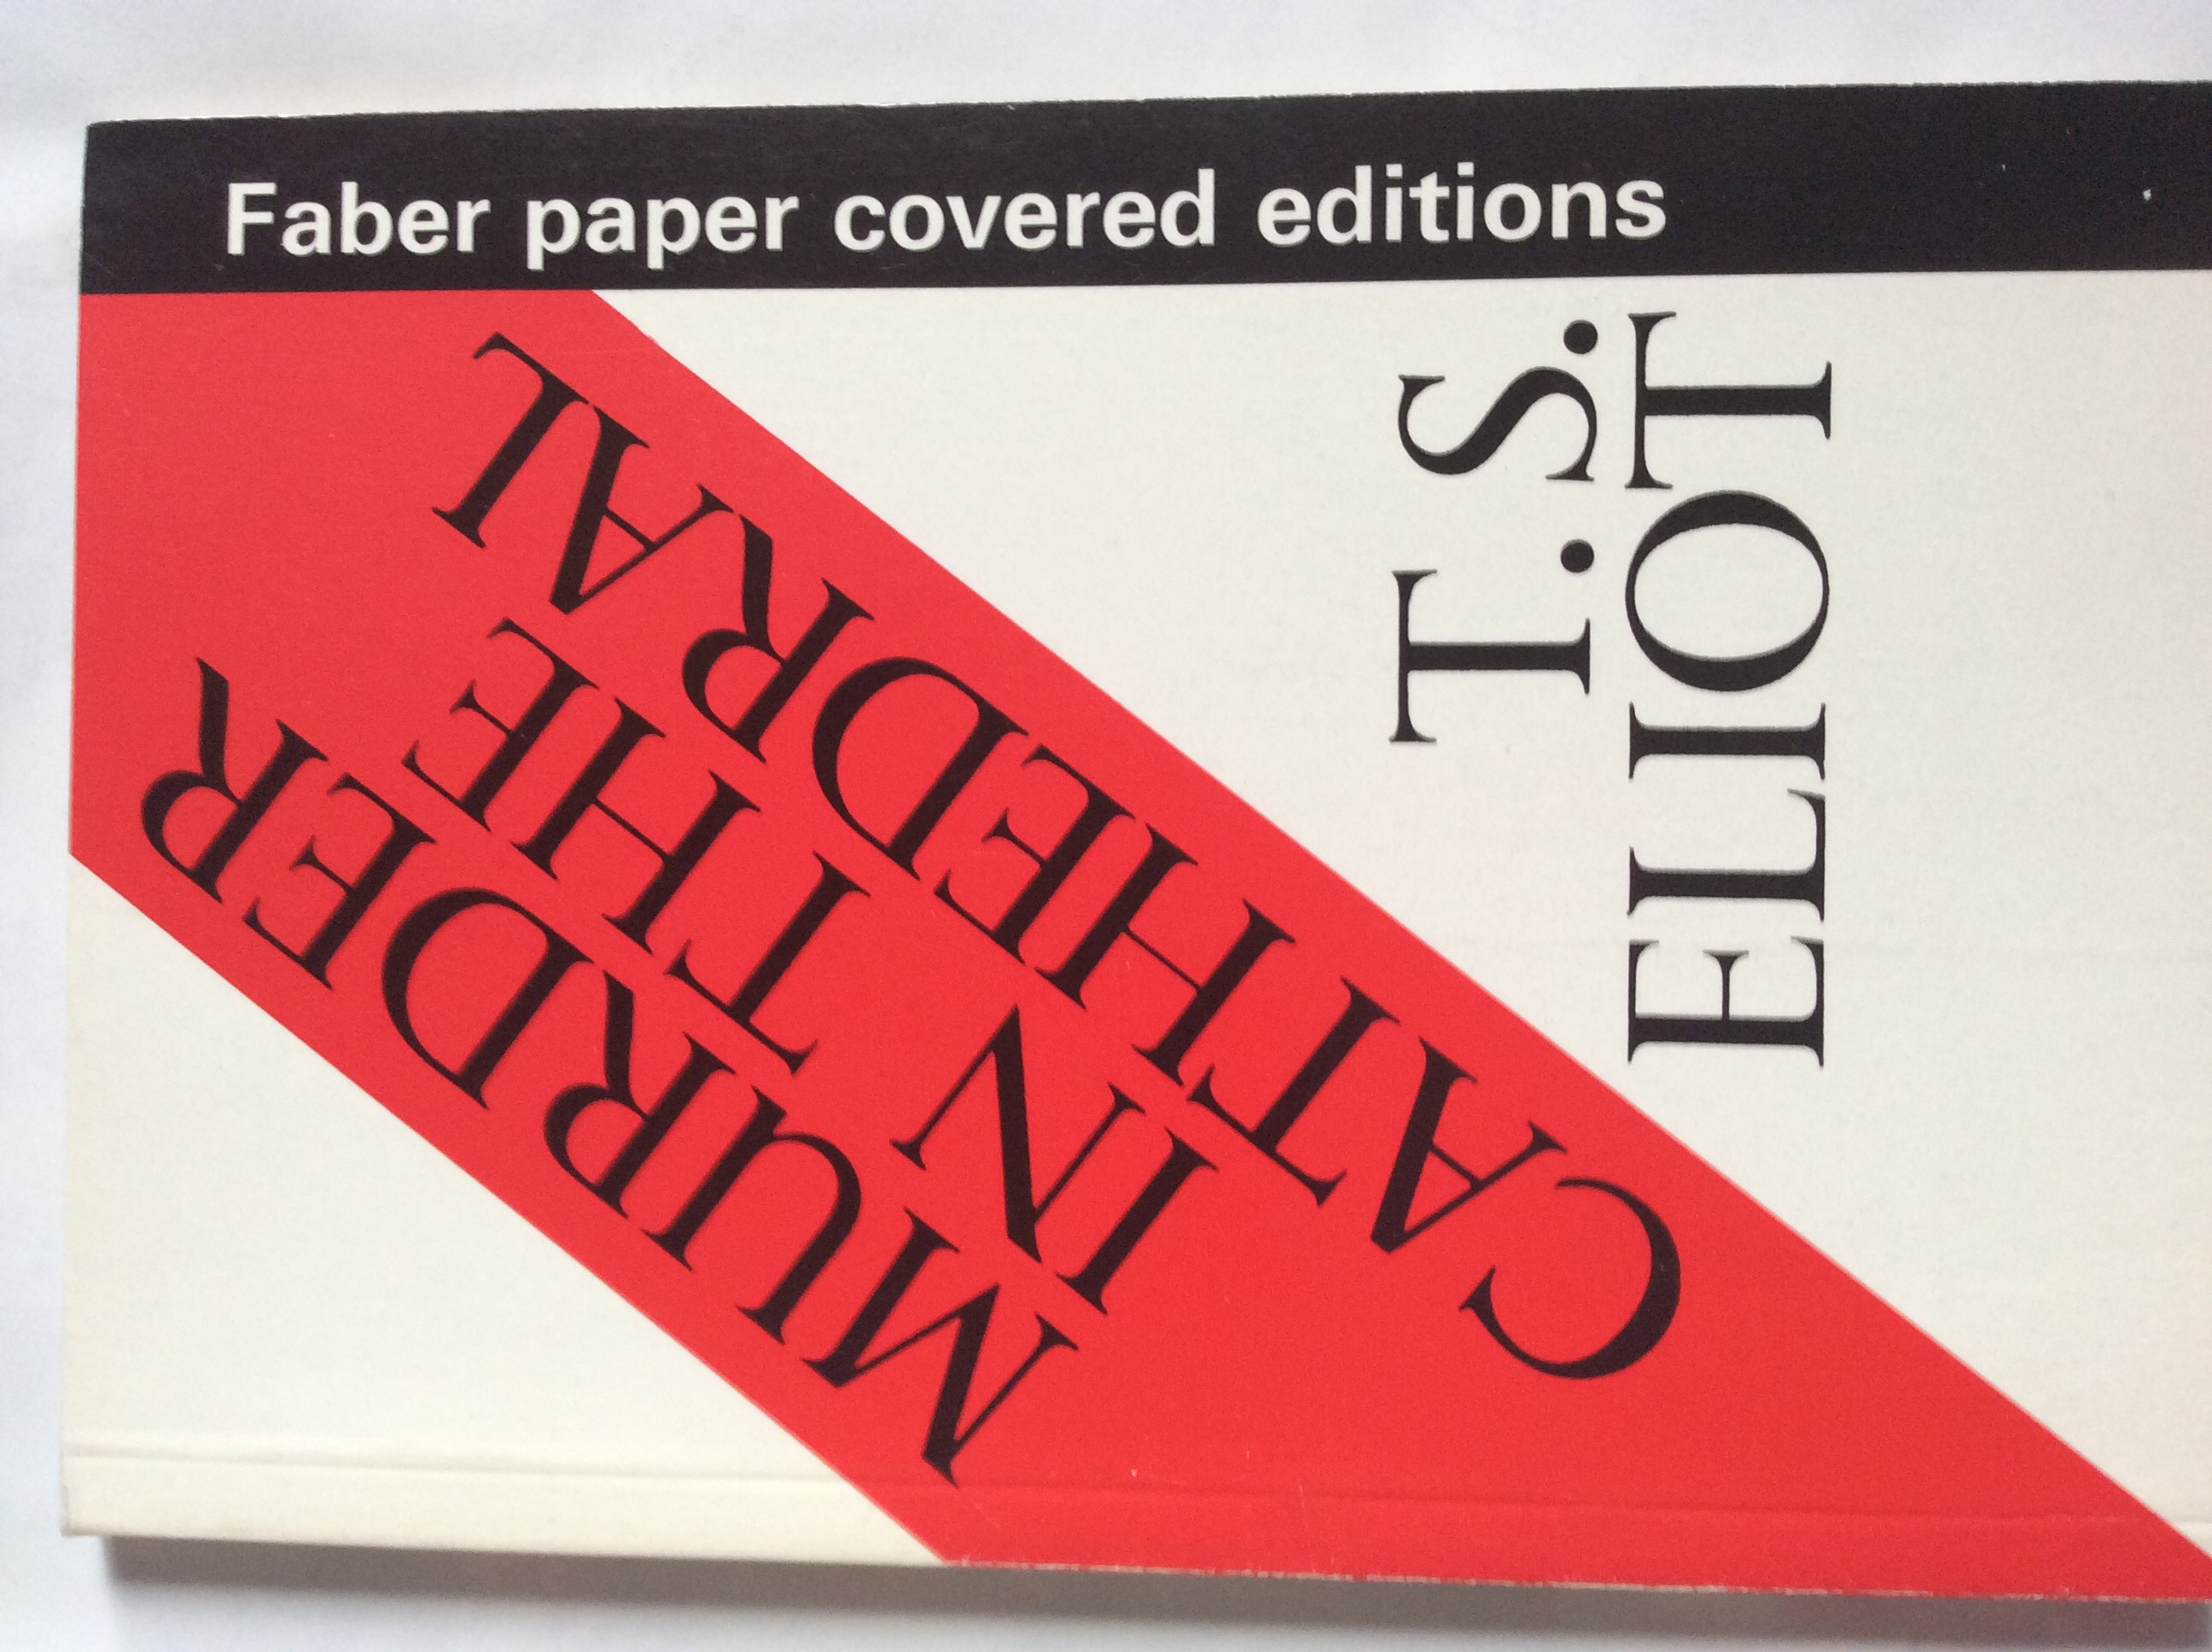 Faber paper covered editions
MURDER
IN THE
CATHEDRAL
T. S.
ELIOT